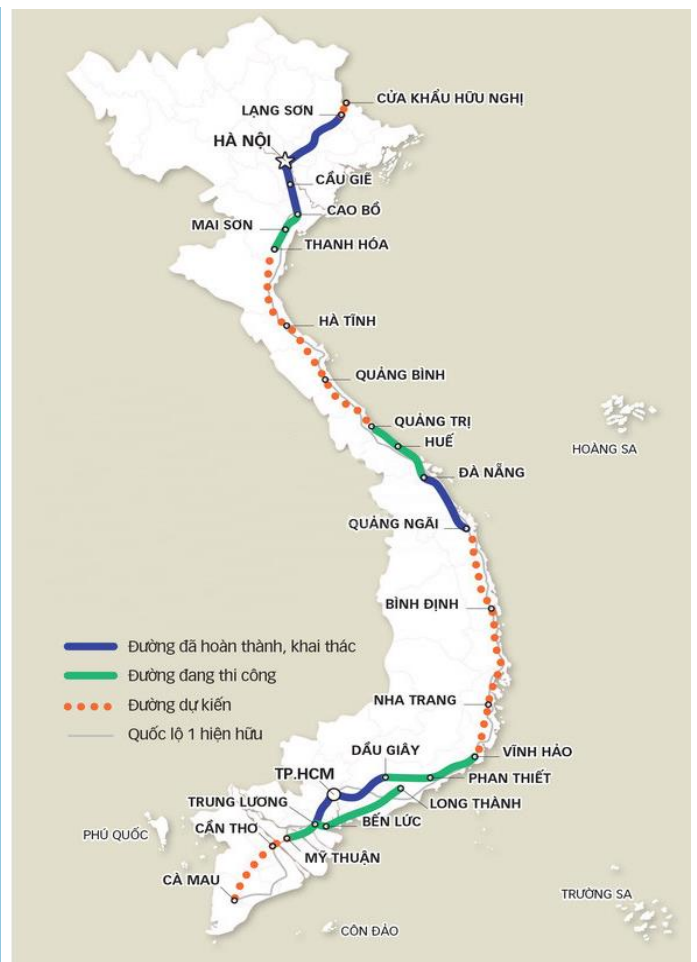 CỬA KHẨU HỮU NGHỊ
LẠNG SƠN
HÀ NỘI
CẦU GIẼ
CAO BỒ
MAI SƠN
THANH HÓA
HÀ TĨNH
QUẢNG BÌNH
QUẢNG TRỊ
HUẾ
HOÀNG SA
ĐÀ NẴNG
QUẢNG NGÃI
BÌNH ĐỊNH
Đường đã hoàn thành, khai thác
Đường đang thi công
Đường dự kiến
Quốc lộ 1 hiện hữu
NHA TRANG
DẦU GIÂY
VĨNH HẢO
TP.HCM
PHAN THIẾT
LONG THÀNH
TRUNG LƯƠNG
BẾN LỨC
PHÚ QUỐC
CẦN THƠ
MỸ THUẬN
CÀ MAU
TRƯỜNG SA
CÔN ĐẢO